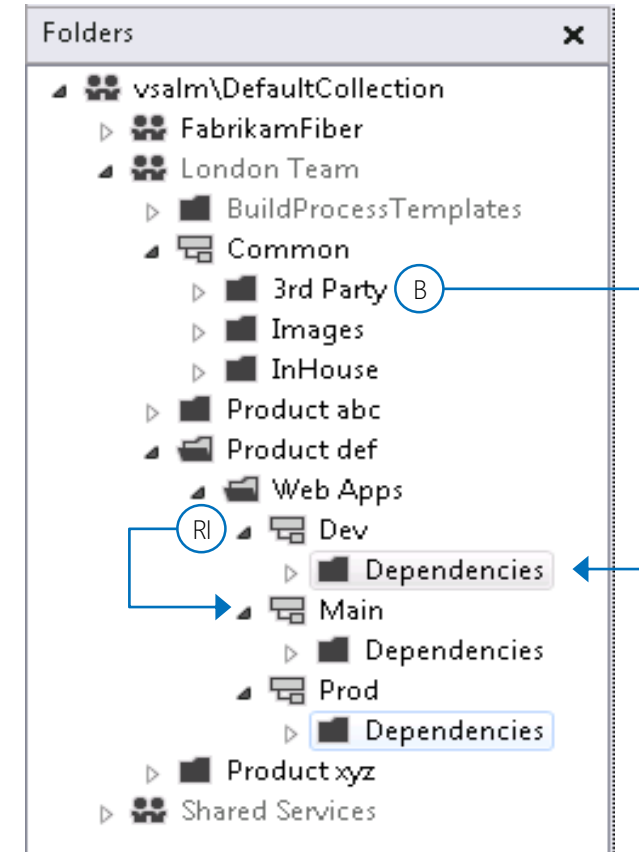 Folders
vsalm\DefaultCollection
FabrikamFiber
London Team
BuildProcessTemplates
Common
3rd Party B
Images
InHouse
Product abc
Product def
Web Apps
RI Dev
Dependencies
Main
Dependencies
Prod
Dependencies
Product xyz
Shared Services